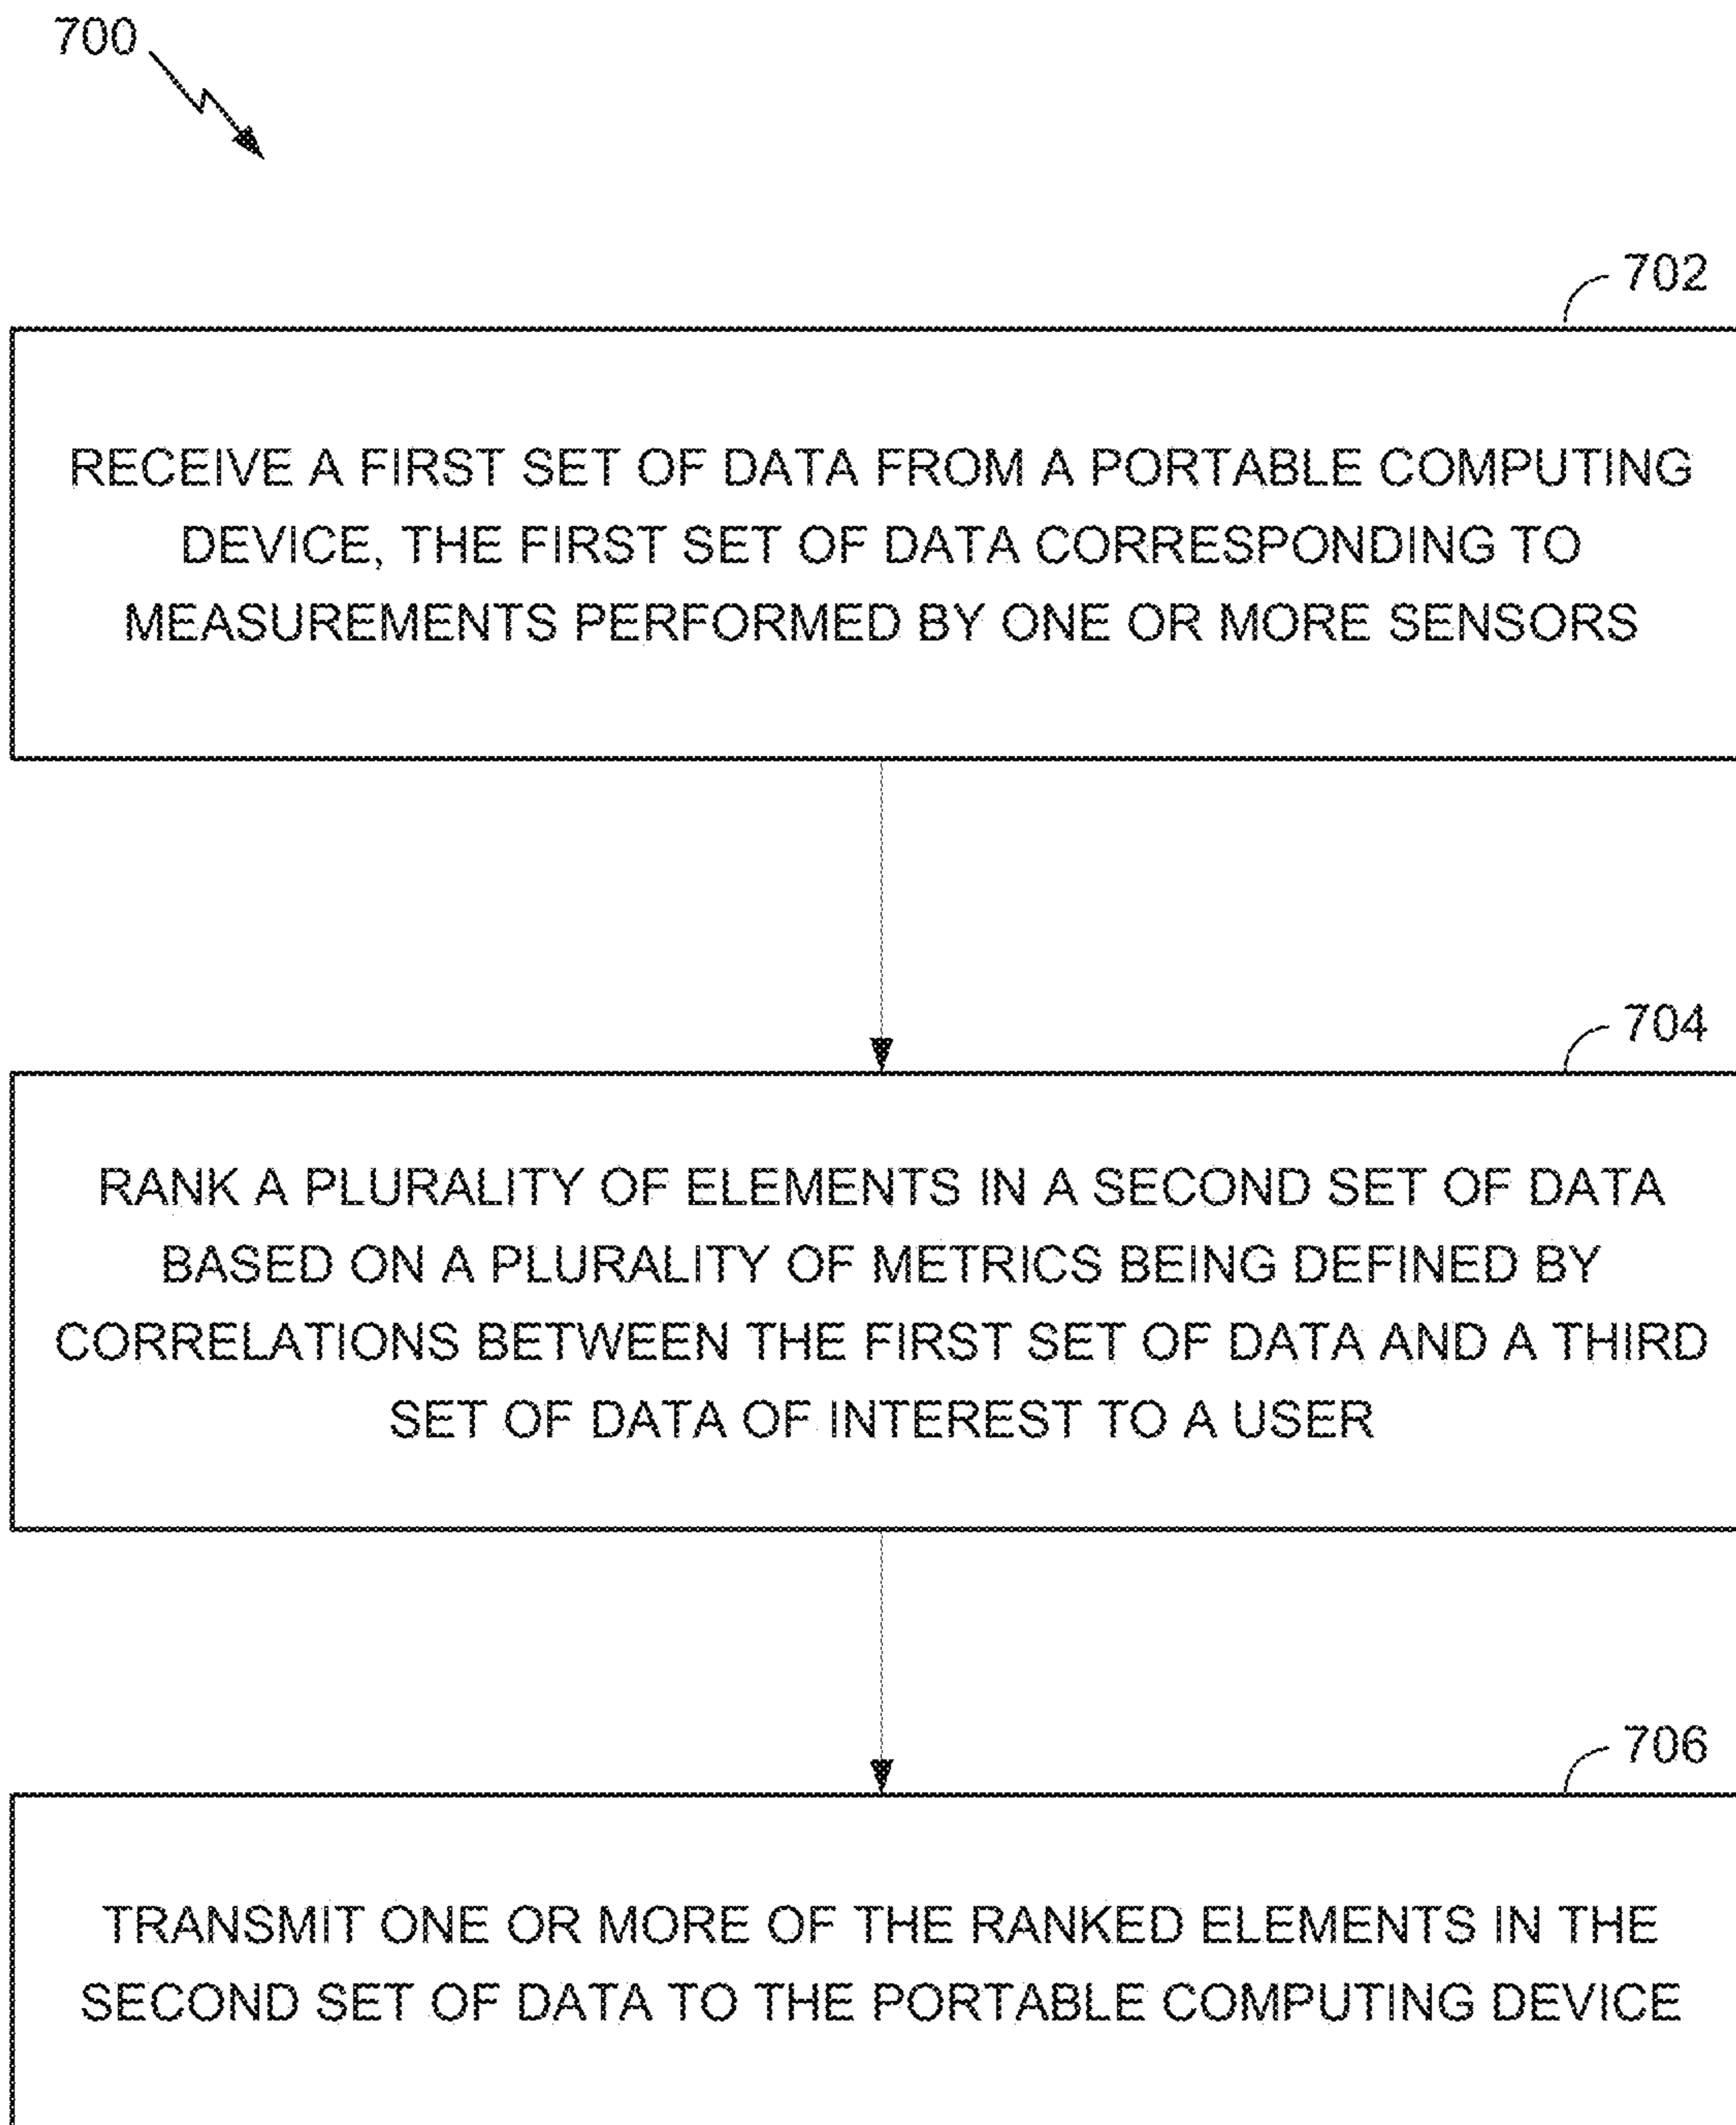 700
702
RECEIVE A FIRST SET OF DATA FROM A PORTABLE COMPUTING
DEVICE, THE FIRST SET OF DATA CORRESPONDING TO
MEASUREMENTS PERFORMED BY ONE OR MORE SENSORS
704
RANK A PLURALITY OF ELEMENTS IN A SECOND SET OF DATA
BASED ON A PLURALITY OF METRICS BEING DEFINED BY
CORRELATIONS BETWEEN THE FIRST SET OF DATA AND A THIRD
SET OF DATA OF INTEREST TO A USER
706
TRANSMIT ONE OR MORE OF THE RANKED ELEMENTS IN THE
SECOND SET OF DATA TO THE PORTABLE COMPUTING DEVICE